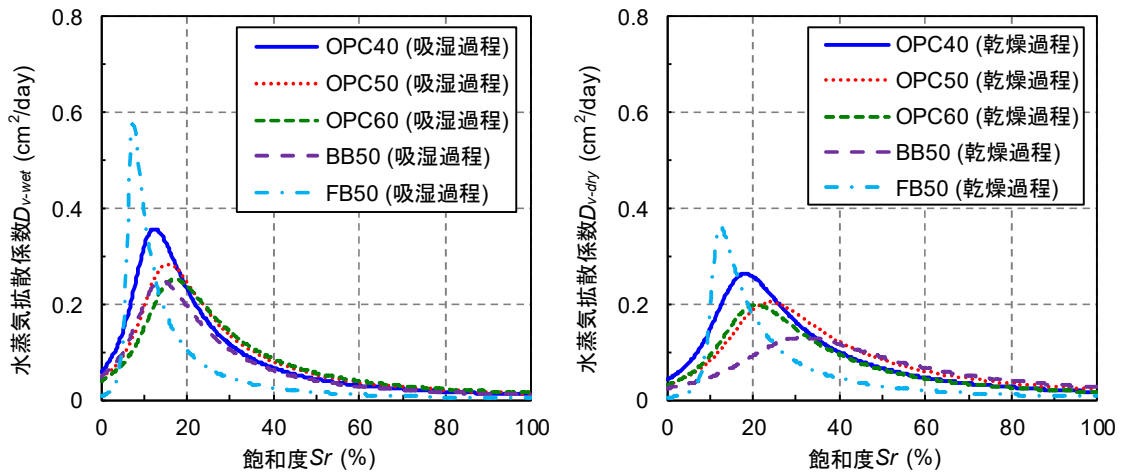 水蒸気拡散係数Dv-wet (cm²/day)
0.8
0.6
0.4
0.2
0
OPC40 (吸湿過程)
OPC50 (吸湿過程)
OPC60 (吸湿過程)
BB50 (吸湿過程)
FB50 (吸湿過程)
0 20 40 60 80 100
飽和度Sr (%)
水蒸気拡散係数Dv-dry (cm²/day)
0.8
0.6
0.4
0.2
0
OPC40 (乾燥過程)
OPC50 (乾燥過程)
OPC60 (乾燥過程)
BB50 (乾燥過程)
FB50 (乾燥過程)
0 20 40 60 80 100
飽和度Sr (%)